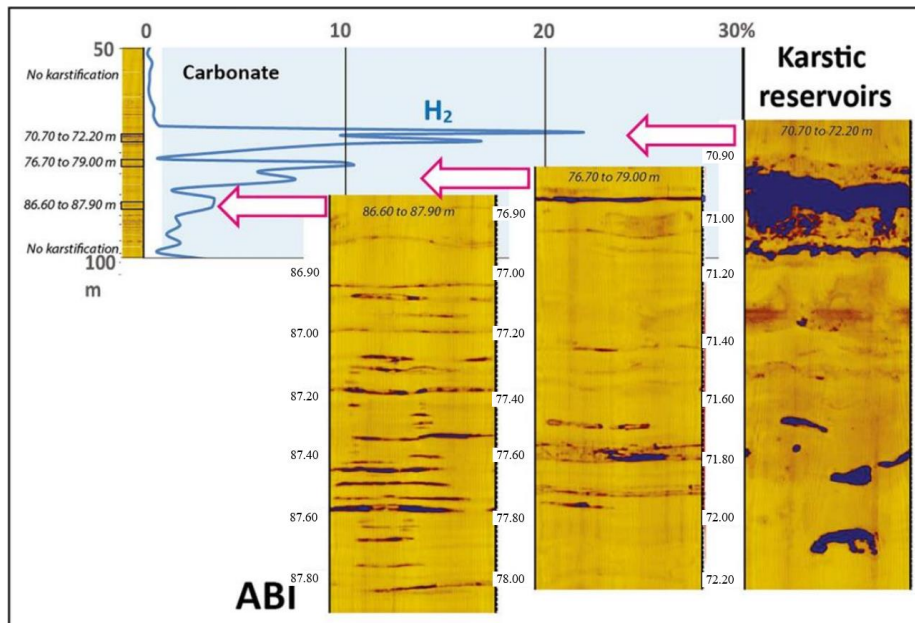 0
10
20
30%
50
No karstification
Carbonate
H2
Karstic
reservoirs
70.70 to 72.20 m
76.70 to 79.00 m
86.60 to 87.90 m
No karstification
100
m
86.60 to 87.90 m
86.90
87.00
87.20
87.40
87.60
87.80
76.70 to 79.00 m
76.90
77.00
77.20
77.40
77.60
77.80
78.00
70.70 to 72.20 m
70.90
71.00
71.20
71.40
71.60
71.80
72.00
72.20
ABI